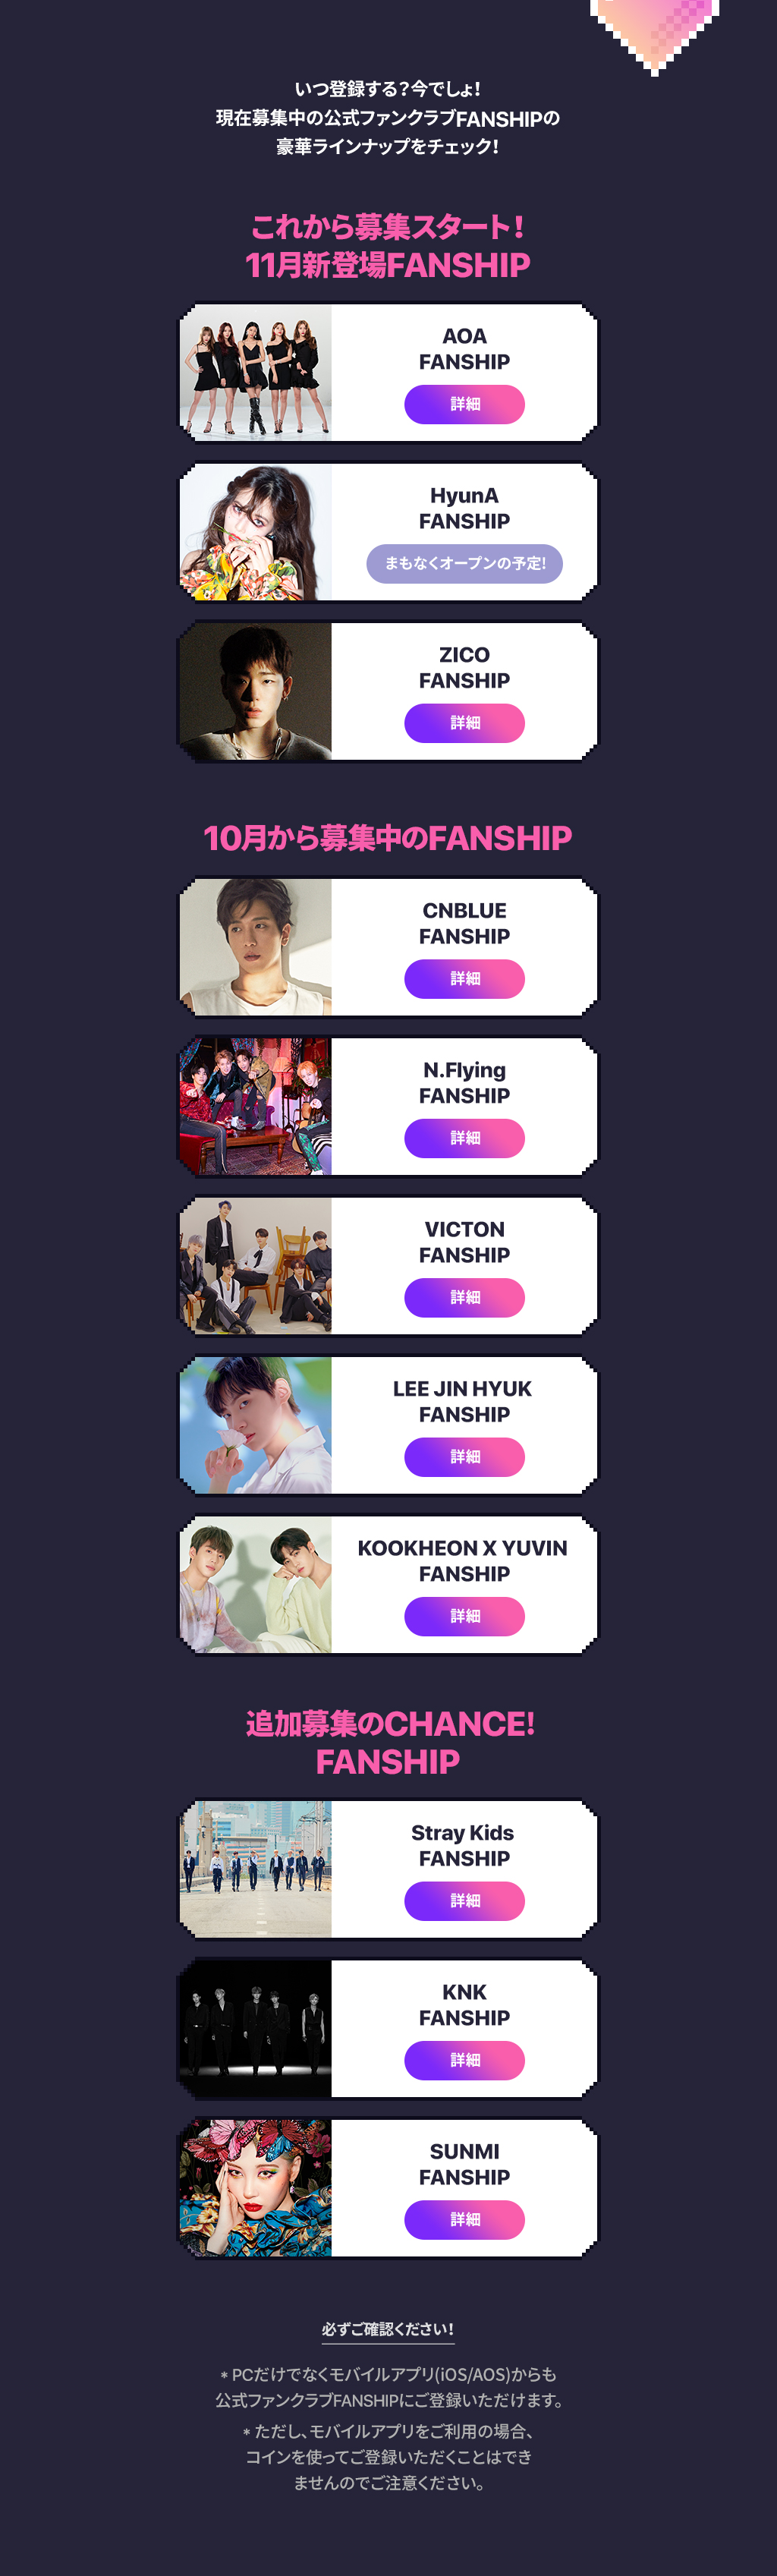 いつ登録する？今でしょ！
現在募集中の公式ファンクラブFANSHIPの
豪華ラインナップをチェック！
これから募集スタート！
11月新登場FANSHIP
AOA
FANSHIP
詳細
HyunA
FANSHIP
まもなくオープンの予定!
ZICO
FANSHIP
詳細
10月から募集中のFANSHIP
CNBLUE
FANSHIP
詳細
N.Flying
FANSHIP
詳細
VICTON
FANSHIP
詳細
LEE JIN HYUK
FANSHIP
詳細
KOOKHEON X YUVIN
FANSHIP
詳細
追加募集のCHANCE!
FANSHIP
Stray Kids
FANSHIP
詳細
KNK
FANSHIP
詳細
SUNMI
FANSHIP
詳細
必ずご確認ください！
* PCだけでなくモバイルアプリ(iOS/AOS)からも
公式ファンクラブFANSHIPにご登録いただけます。
* ただし、モバイルアプリをご利用の場合、
コインを使ってご登録いただくことはでき
ませんのでご注意ください。